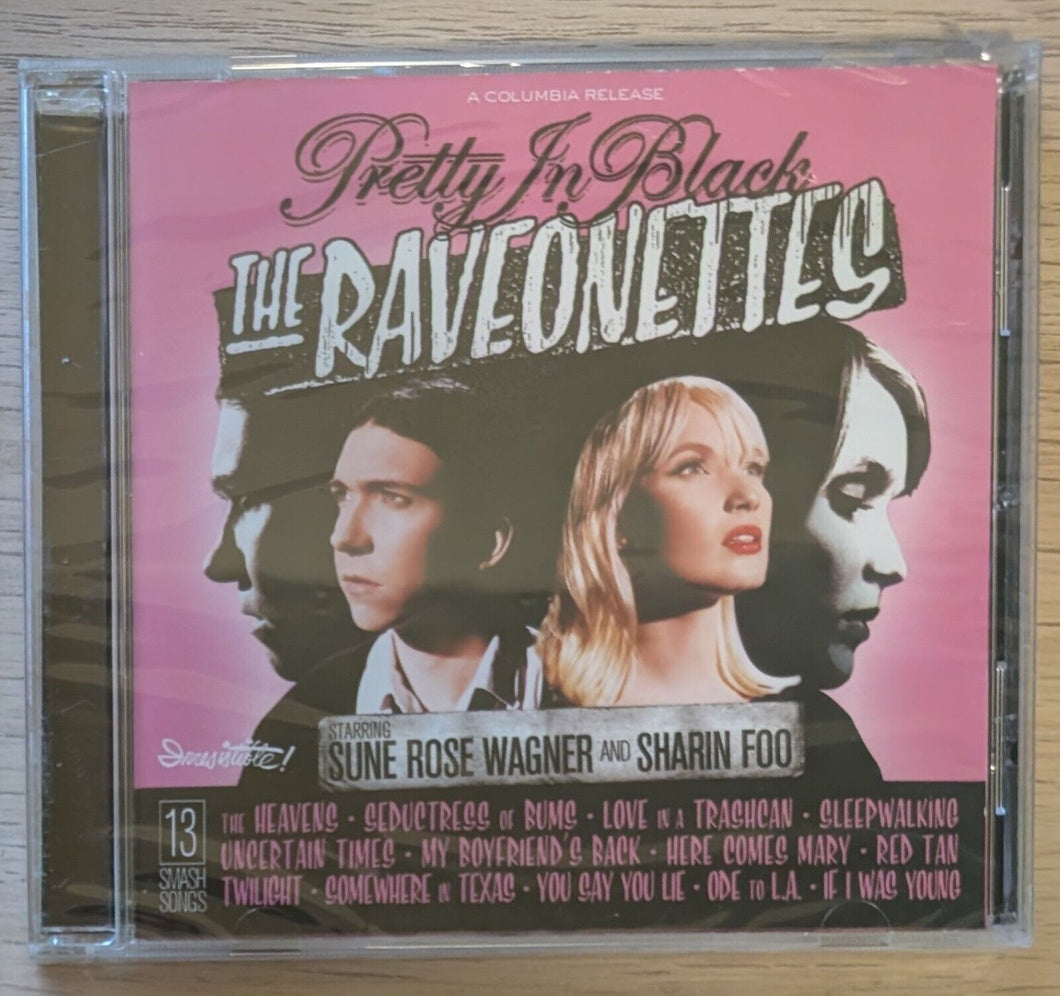 A COLUMBIA RELEASE
Pretty In Black
THE RAVEONETTES
STARRING
SUNE ROSE WAGNER AND SHARIN FOO
Irresistible!
13
SMASH
SONGS
THE HEAVENS · SEDUCTRESS OF BUMS · LOVE IN A TRASHCAN · SLEEPWALKING
UNCERTAIN TIMES · MY BOYFRIEND'S BACK · HERE COMES MARY · RED TAN
TWILIGHT · SOMEWHERE IN TEXAS · YOU SAY YOU LIE · ODE TO L.A. · IF I WAS YOUNG